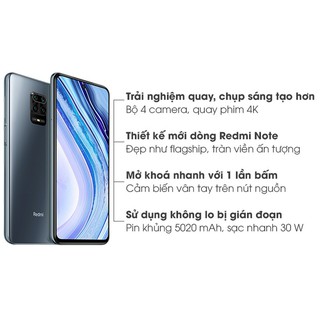 Trải nghiệm quay, chụp sáng tạo hơn
Bộ 4 camera, quay phim 4K
Thiết kế mới dòng Redmi Note
Đẹp như flagship, tràn viền ấn tượng
Mở khoá nhanh với 1 lần bấm
Cảm biến vân tay trên nút nguồn
Sử dụng không lo bị gián đoạn
Pin khủng 5020 mAh, sạc nhanh 30 W
Redmi